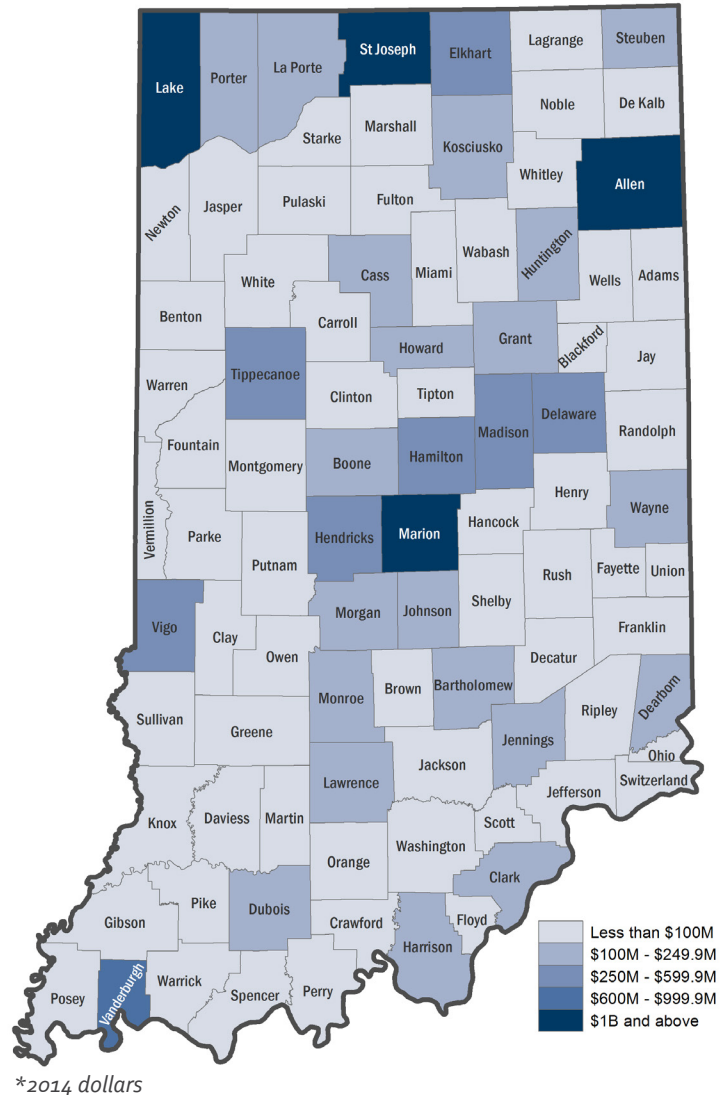 Lagrange
Steuben
St Joseph
Elkhart
La Porte
Porter
Lake
Noble
De Kalb
Marshall
Starke
Kosciusko
Whitley
Allen
Fulton
Pulaski
Jasper
Newton
Wabash
Huntington
Miami
Cass
Wells
Adams
White
Benton
Carroll
Grant
Blackford
Howard
Jay
Tippecanoe
Warren
Clinton
Tipton
Delaware
Madison
Randolph
Fountain
Montgomery
Boone
Hamilton
Henry
Wayne
Vermillion
Parke
Hendricks
Marion
Hancock
Putnam
Rush
Fayette
Union
Morgan
Johnson
Shelby
Vigo
Clay
Franklin
Owen
Decatur
Brown
Bartholomew
Monroe
Dearborn
Ripley
Sullivan
Greene
Jennings
Ohio
Jackson
Switzerland
Lawrence
Jefferson
Knox
Daviess
Martin
Scott
Washington
Orange
Clark
Pike
Dubois
Gibson
Crawford
Floyd
Harrison
Posey
Vanderburgh
Warrick
Spencer
Perry
Less than $100M
$100M - $249.9M
$250M - $599.9M
$600M - $999.9M
$1B and above
*2014 dollars